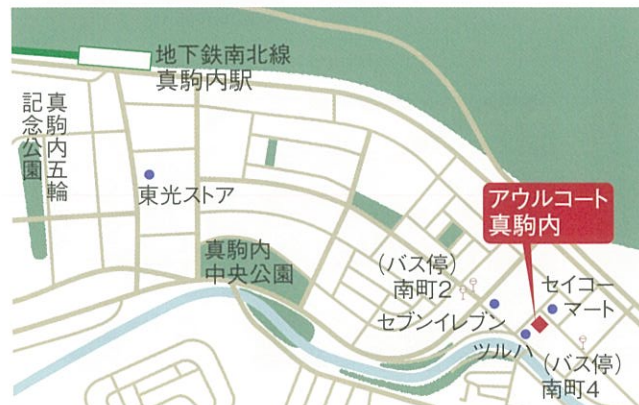 地下鉄南北線
真駒内駅
真駒内五輪
記念公園
東光ストア
真駒内
中央公園
アウルコート
真駒内
(バス停)
南町2
セイコー
マート
セブンイレブン
ツルハ
(バス停)
南町4